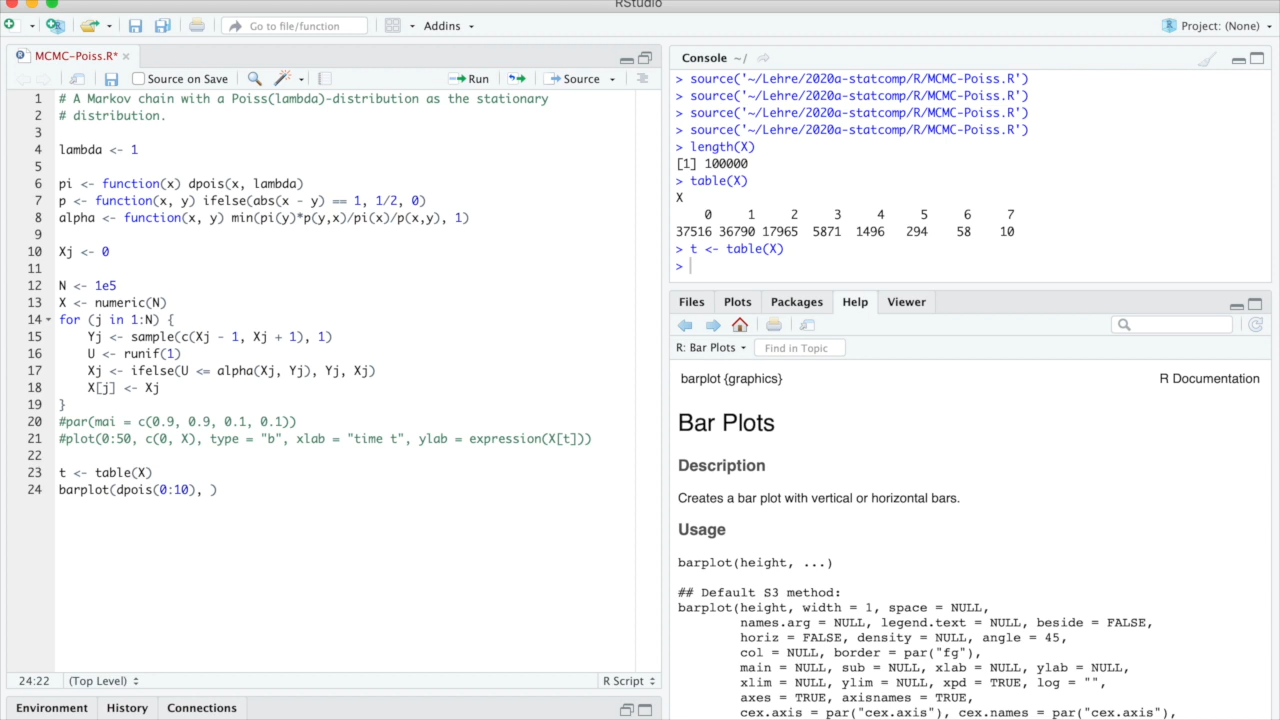 RStudio
Go to file/function
Addins
Project: (None)
MCMC-Poiss.R*
Source on Save
Run
Source
1 # A Markov chain with a Poiss(lambda)-distribution as the stationary
2 # distribution.
3
4 lambda <- 1
5
6 pi <- function(x) dpois(x, lambda)
7 p <- function(x, y) ifelse(abs(x - y) == 1, 1/2, 0)
8 alpha <- function(x, y) min(pi(y)*p(y,x)/pi(x)/p(x,y), 1)
9
10 Xj <- 0
11
12 N <- 1e5
13 X <- numeric(N)
14 for (j in 1:N) {
15 Yj <- sample(c(Xj - 1, Xj + 1), 1)
16 U <- runif(1)
17 Xj <- ifelse(U <= alpha(Xj, Yj), Yj, Xj)
18 X[j] <- Xj
19 }
20 #par(mai = c(0.9, 0.9, 0.1, 0.1))
21 #plot(0:50, c(0, X), type = "b", xlab = "time t", ylab = expression(X[t]))
22
23 t <- table(X)
24 barplot(dpois(0:10), )
24:22 (Top Level) R Script
Environment History Connections
Console ~/
> source('~/Lehre/2020a-statcomp/R/MCMC-Poiss.R')
> source('~/Lehre/2020a-statcomp/R/MCMC-Poiss.R')
> source('~/Lehre/2020a-statcomp/R/MCMC-Poiss.R')
> source('~/Lehre/2020a-statcomp/R/MCMC-Poiss.R')
> length(X)
[1] 100000
> table(X)
X
0 1 2 3 4 5 6 7
37516 36790 17965 5871 1496 294 58 10
> t <- table(X)
>
Files Plots Packages Help Viewer
R: Bar Plots Find in Topic
barplot {graphics} R Documentation
Bar Plots
Description
Creates a bar plot with vertical or horizontal bars.
Usage
barplot(height, ...)
## Default S3 method:
barplot(height, width = 1, space = NULL,
names.arg = NULL, legend.text = NULL, beside = FALSE,
horiz = FALSE, density = NULL, angle = 45,
col = NULL, border = par("fg"),
main = NULL, sub = NULL, xlab = NULL, ylab = NULL,
xlim = NULL, ylim = NULL, xpd = TRUE, log = "",
axes = TRUE, axisnames = TRUE,
cex.axis = par("cex.axis"), cex.names = par("cex.axis"),